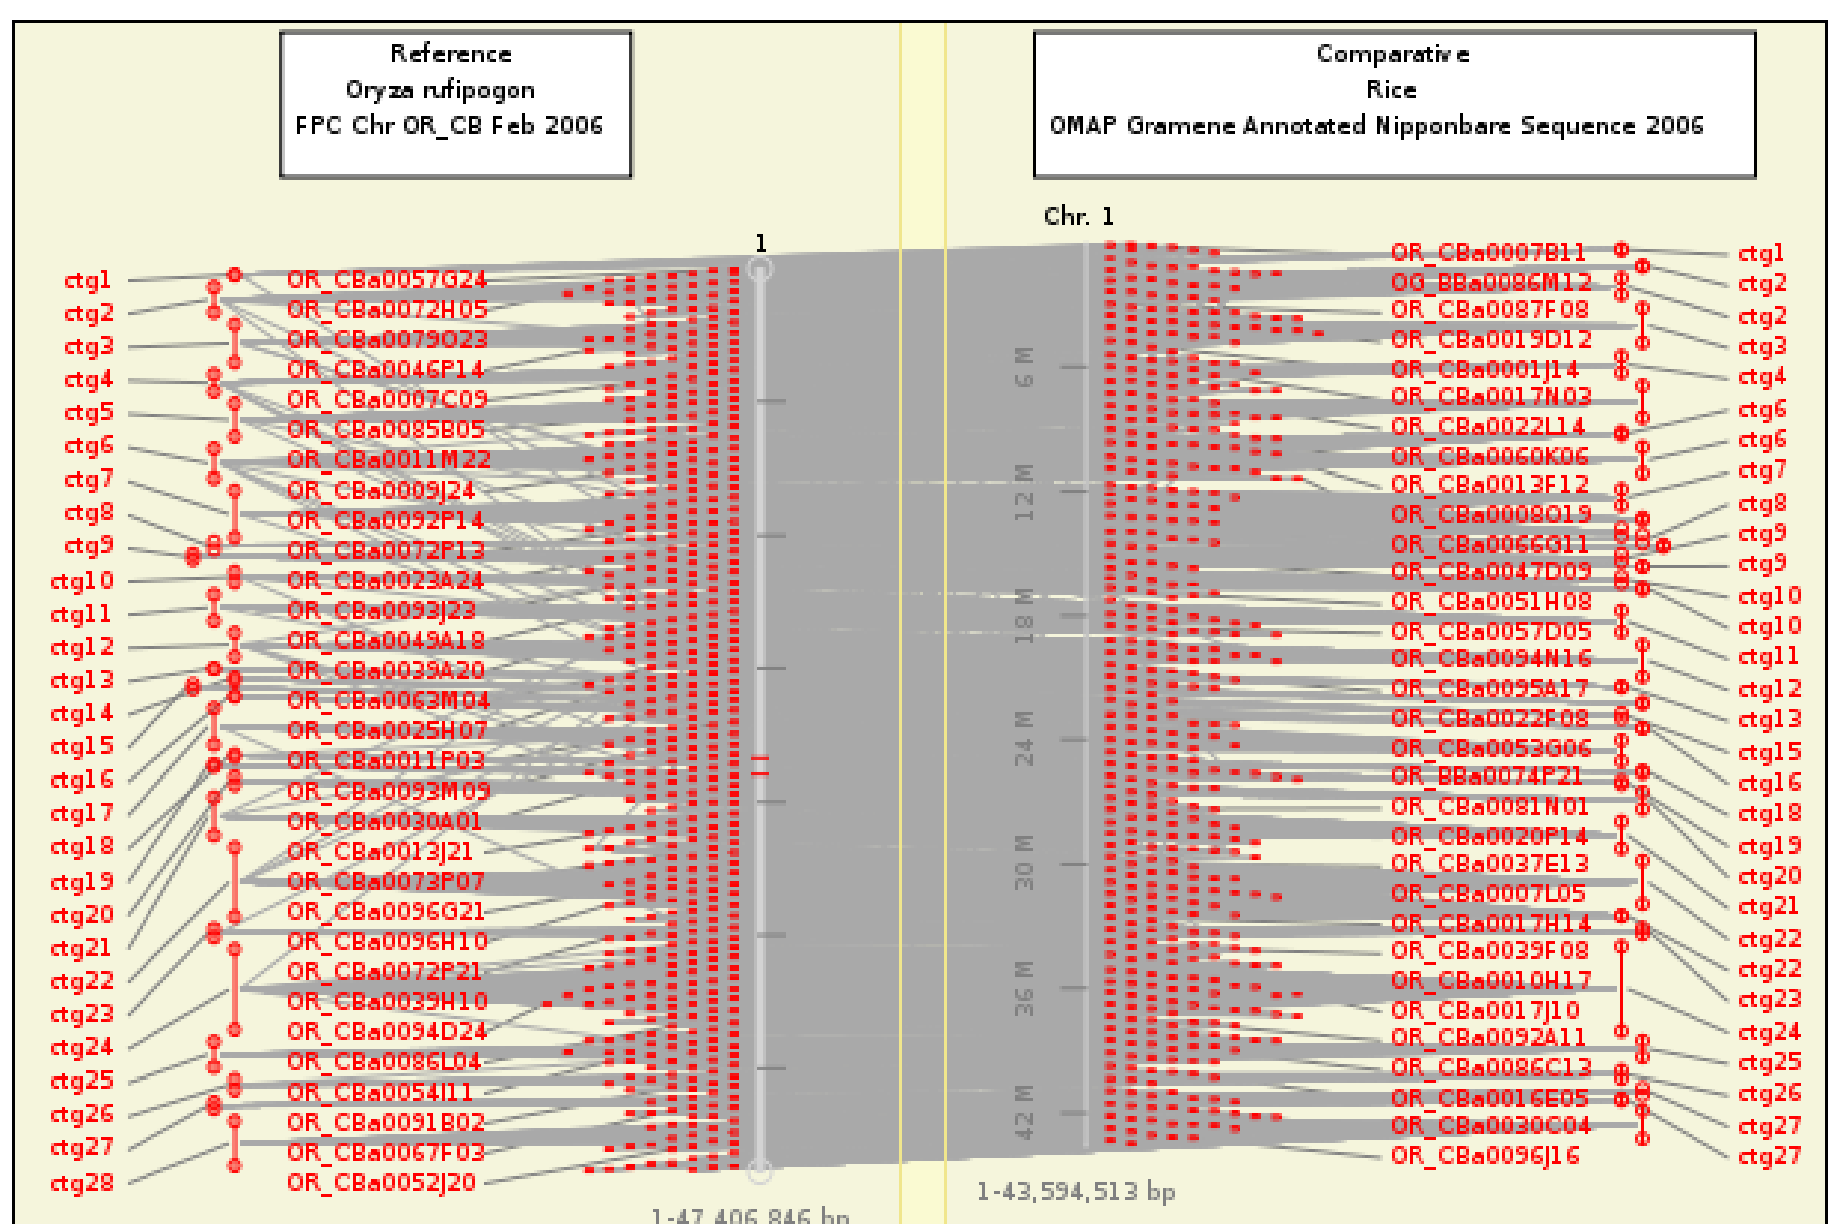 Reference
Oryza rufipogon
FPC Chr OR_CB Feb 2006
Comparative
Rice
OMAP Gramene Annotated Nipponbare Sequence 2006
1
Chr. 1
ctg1
ctg2
ctg3
ctg4
ctg5
ctg6
ctg7
ctg8
ctg9
ctg10
ctg11
ctg12
ctg13
ctg14
ctg15
ctg16
ctg17
ctg18
ctg19
ctg20
ctg21
ctg22
ctg23
ctg24
ctg25
ctg26
ctg27
ctg28
OR_CBa0057G24
OR_CBa0072H05
OR_CBa0079O23
OR_CBa0046P14
OR_CBa0007C09
OR_CBa0085B05
OR_CBa0011M22
OR_CBa0009J24
OR_CBa0092P14
OR_CBa0072P13
OR_CBa0023A24
OR_CBa0093J23
OR_CBa0049A18
OR_CBa0039A20
OR_CBa0063M04
OR_CBa0025H07
OR_CBa0011P03
OR_CBa0093M09
OR_CBa0030A01
OR_CBa0013J21
OR_CBa0073P07
OR_CBa0096G21
OR_CBa0096H10
OR_CBa0072P21
OR_CBa0039H10
OR_CBa0094D24
OR_CBa0086L04
OR_CBa0054I11
OR_CBa0091B02
OR_CBa0067F03
OR_CBa0052J20
1-47,406,846 bp
6 M
12 M
18 M
24 M
30 M
36 M
42 M
1-43,594,513 bp
OR_CBa0007B11
OG_BBa0086M12
OR_CBa0087F08
OR_CBa0019D12
OR_CBa0001J14
OR_CBa0017N03
OR_CBa0022L14
OR_CBa0060K06
OR_CBa0013F12
OR_CBa0008O19
OR_CBa0066G11
OR_CBa0047D09
OR_CBa0051H08
OR_CBa0057D05
OR_CBa0094N16
OR_CBa0095A17
OR_CBa0022F08
OR_CBa0053G06
OR_BBa0074P21
OR_CBa0081N01
OR_CBa0020P14
OR_CBa0037E13
OR_CBa0007L05
OR_CBa0017H14
OR_CBa0039F08
OR_CBa0010H17
OR_CBa0017J10
OR_CBa0092A11
OR_CBa0086C13
OR_CBa0016E05
OR_CBa0030C04
OR_CBa0096J16
ctg1
ctg2
ctg2
ctg3
ctg4
ctg6
ctg6
ctg7
ctg8
ctg9
ctg9
ctg10
ctg10
ctg11
ctg12
ctg13
ctg15
ctg16
ctg18
ctg19
ctg20
ctg21
ctg22
ctg22
ctg23
ctg24
ctg25
ctg26
ctg27
ctg27